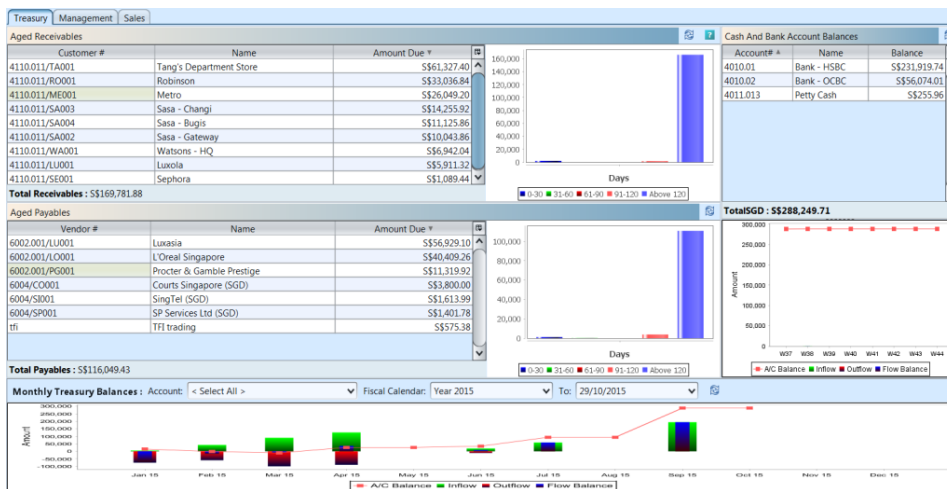 Treasury Management Sales
Aged Receivables
Customer # Name Amount Due
4110.011/TA001 Tang's Department Store S$61,327.40
4110.011/RO001 Robinson S$33,036.84
4110.011/ME001 Metro S$26,049.20
4110.011/SA003 Sasa - Changi S$14,255.92
4110.011/SA004 Sasa - Bugis S$11,125.86
4110.011/SA002 Sasa - Gateway S$10,043.86
4110.011/WA001 Watsons - HQ S$6,942.04
4110.011/LU001 Luxola S$5,911.32
4110.011/SE001 Sephora S$1,089.44
Total Receivables : S$169,781.88
160,000
140,000
120,000
100,000
80,000
60,000
40,000
20,000
0
Days
0-30 31-60 61-90 91-120 Above 120
Cash And Bank Account Balances
Account# Name Balance
4010.01 Bank - HSBC S$231,919.74
4010.02 Bank - OCBC S$56,074.01
4011.013 Petty Cash S$255.96
Aged Payables
Vendor # Name Amount Due
6002.001/LU001 Luxasia S$56,929.10
6002.001/LO001 L'Oreal Singapore S$40,409.26
6002.001/PG001 Procter & Gamble Prestige S$11,319.92
6004/CO001 Courts Singapore (SGD) S$3,800.00
6004/SI001 SingTel (SGD) S$1,613.99
6004/SP001 SP Services Ltd (SGD) S$1,401.78
tfi TFI trading S$575.38
Total Payables : S$116,049.43
100,000
80,000
60,000
40,000
20,000
0
Days
0-30 31-60 61-90 91-120 Above 120
TotalSGD : S$288,249.71
300,000
250,000
200,000
150,000
100,000
50,000
0
Amount
W37 W38 W39 W40 W41 W42 W43 W44
A/C Balance Inflow Outflow Flow Balance
Monthly Treasury Balances : Account: < Select All > Fiscal Calendar: Year 2015 To: 29/10/2015
300,000
250,000
200,000
150,000
100,000
50,000
0
-50,000
-100,000
Amount
Jan 15 Feb 15 Mar 15 Apr 15 May 15 Jun 15 Jul 15 Aug 15 Sep 15 Oct 15 Nov 15 Dec 15
A/C Balance Inflow Outflow Flow Balance